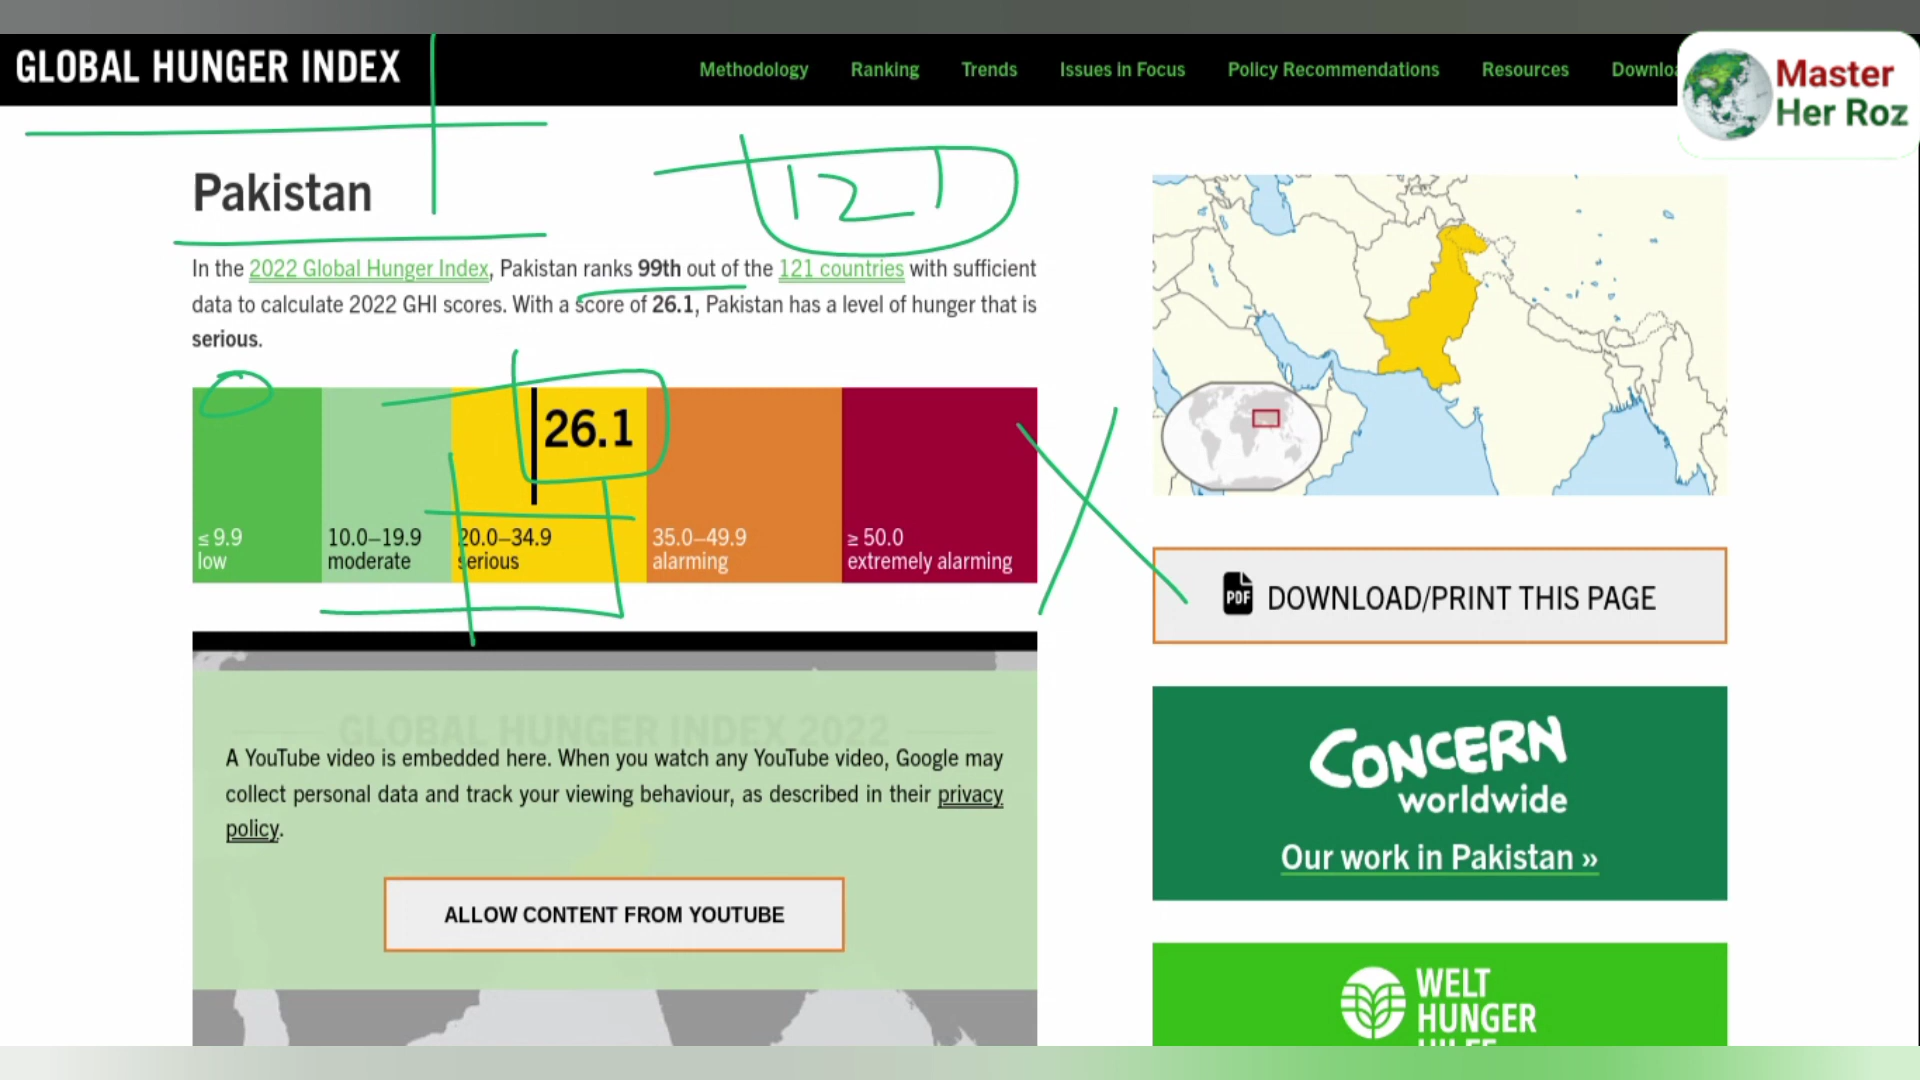 GLOBAL HUNGER INDEX
Methodology Ranking Trends Issues in Focus Policy Recommendations Resources
Master
Her Roz
121
Pakistan
In the 2022 Global Hunger Index, Pakistan ranks 99th out of the 121 countries with sufficient
data to calculate 2022 GHI scores. With a score of 26.1, Pakistan has a level of hunger that is
serious.
26.1
≤ 9.9 10.0–19.9 20.0–34.9 35.0–49.9 ≥ 50.0
low moderate serious alarming extremely alarming
GLOBAL HUNGER INDEX 2022
A YouTube video is embedded here. When you watch any YouTube video, Google may
collect personal data and track your viewing behaviour, as described in their privacy
policy.
ALLOW CONTENT FROM YOUTUBE
PDF DOWNLOAD/PRINT THIS PAGE
CONCERN
worldwide
Our work in Pakistan »
WELT
HUNGER